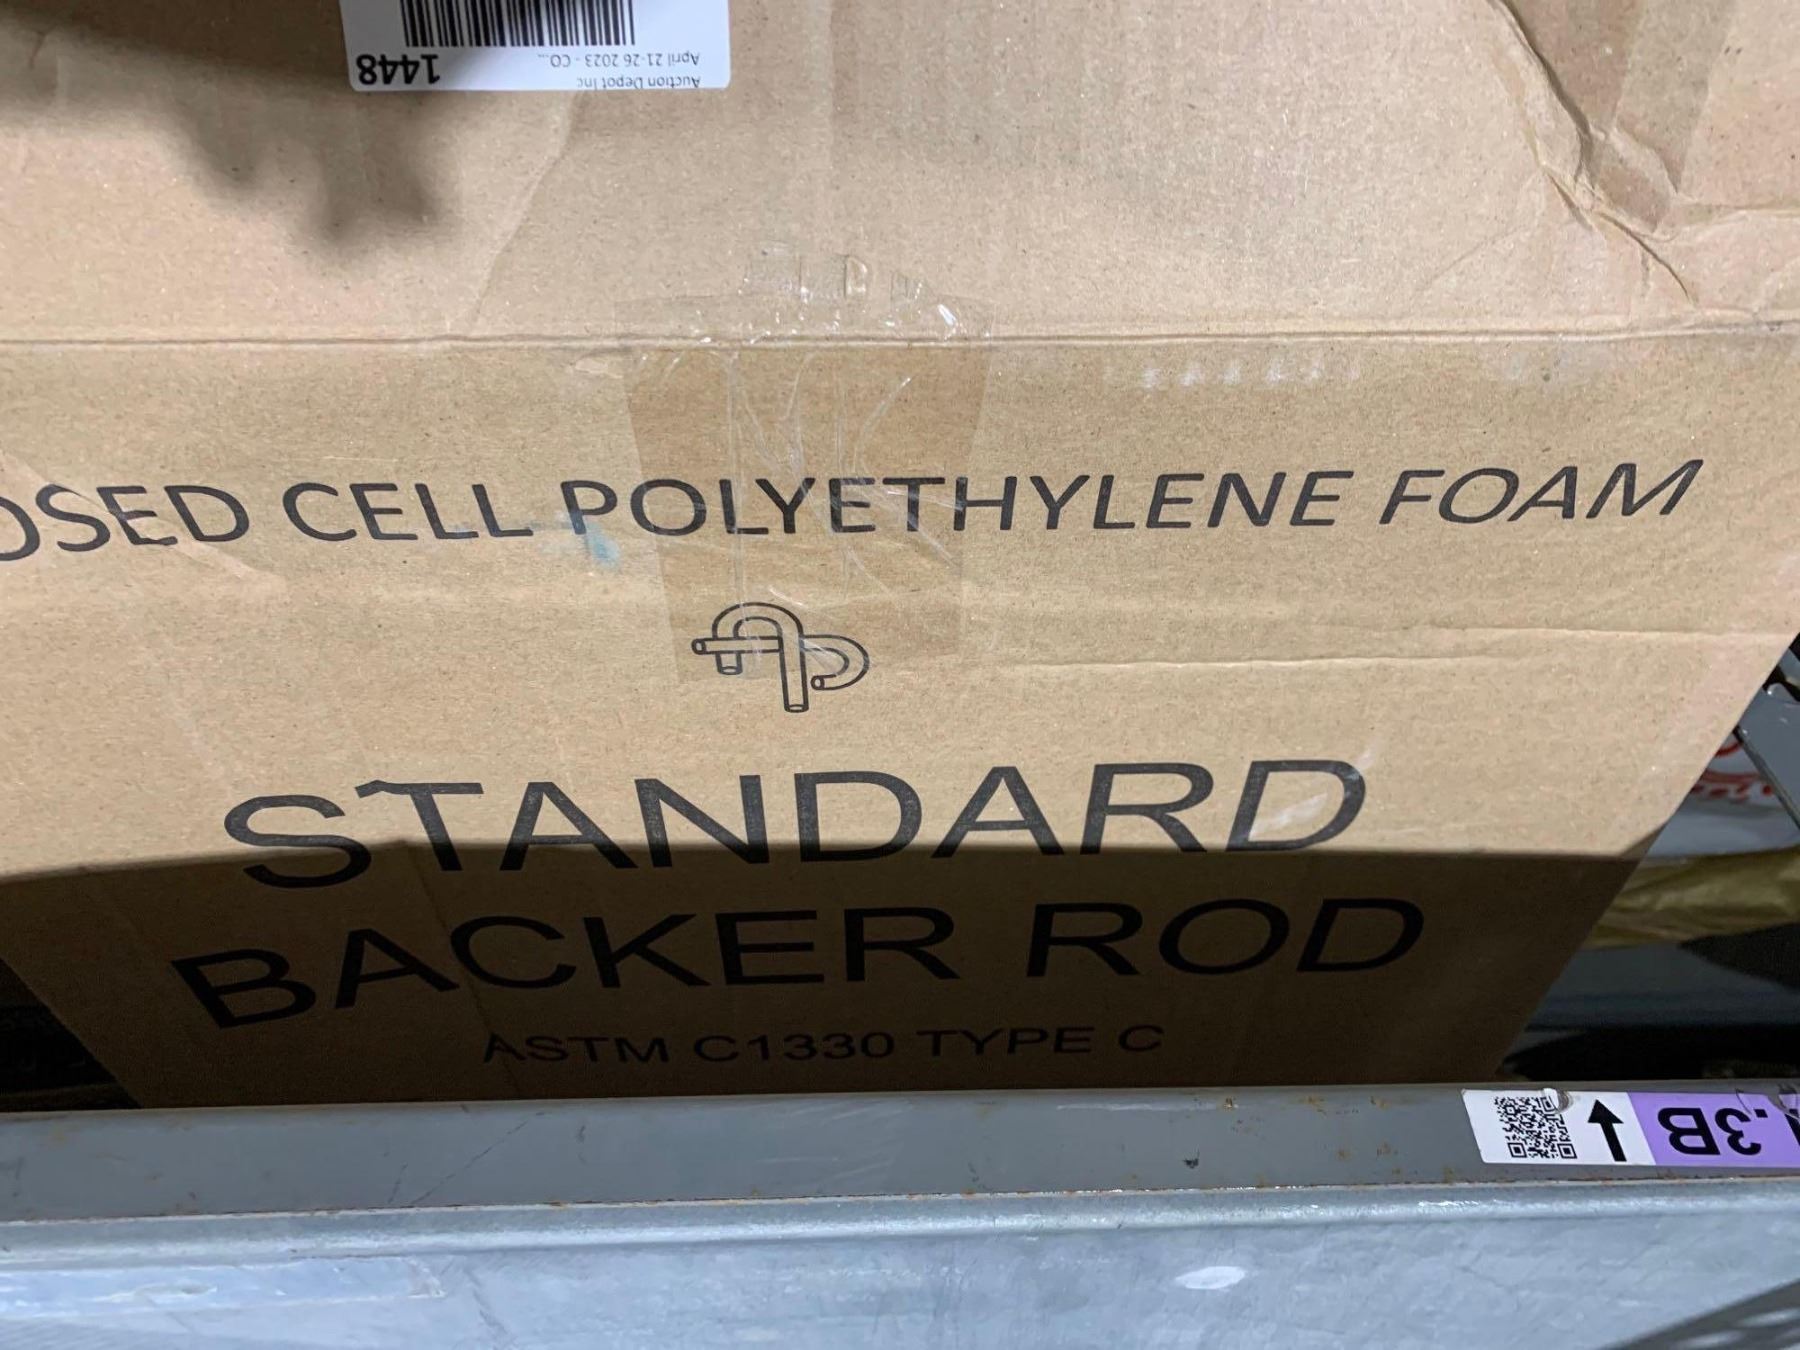 Auction Depot Inc
April 21-26 2023 - CO...
1448
OSED CELL POLYETHYLENE FOAM
STANDARD
BACKER ROD
ASTM C1330 TYPE C
.3B